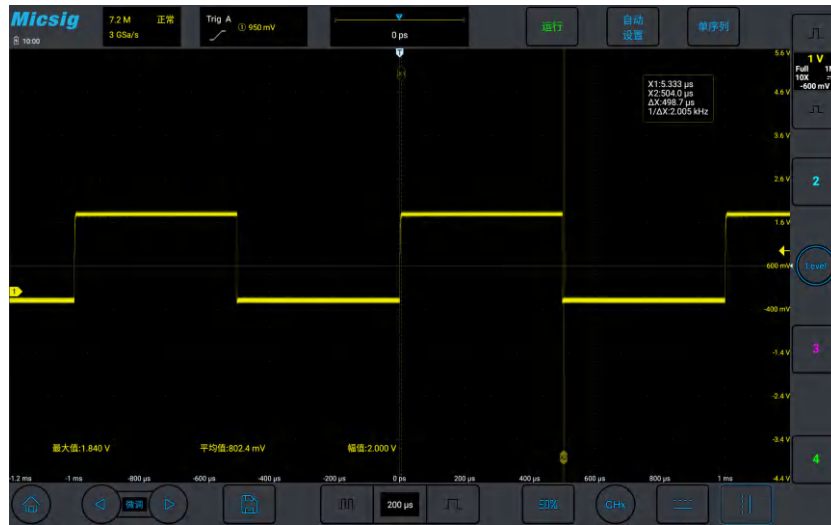 Micsig
10:00
7.2 M 正常
3 GSa/s
Trig A
① 950 mV
0 ps
运行
自动
设置
单序列
T
X1:5.333 μs
X2:504.0 μs
ΔX:498.7 μs
1/ΔX:2.005 kHz
5.6 V
4.6 V
3.6 V
2.6 V
1.6 V
600 mV
-400 mV
-1.4 V
-2.4 V
-3.4 V
-4.4 V
1 V
Full
10X
-600 mV
2
Level
3
4
1
最大值:1.840 V 平均值:802.4 mV 幅值:2.000 V
-1.2 ms -1 ms -800 μs -600 μs -400 μs -200 μs 0 ps 200 μs 400 μs 600 μs 800 μs 1 ms
微调
200 μs
50%
CHx